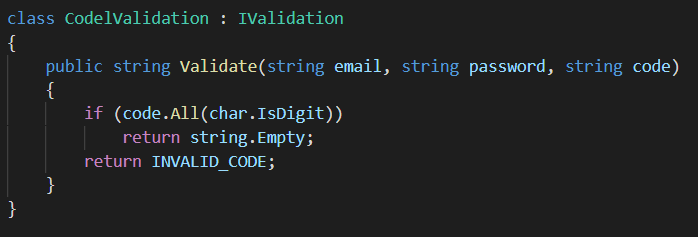 class CodelValidation : IValidation
{
    public string Validate(string email, string password, string code)
    {
        if (code.All(char.IsDigit))
            return string.Empty;
        return INVALID_CODE;
    }
}